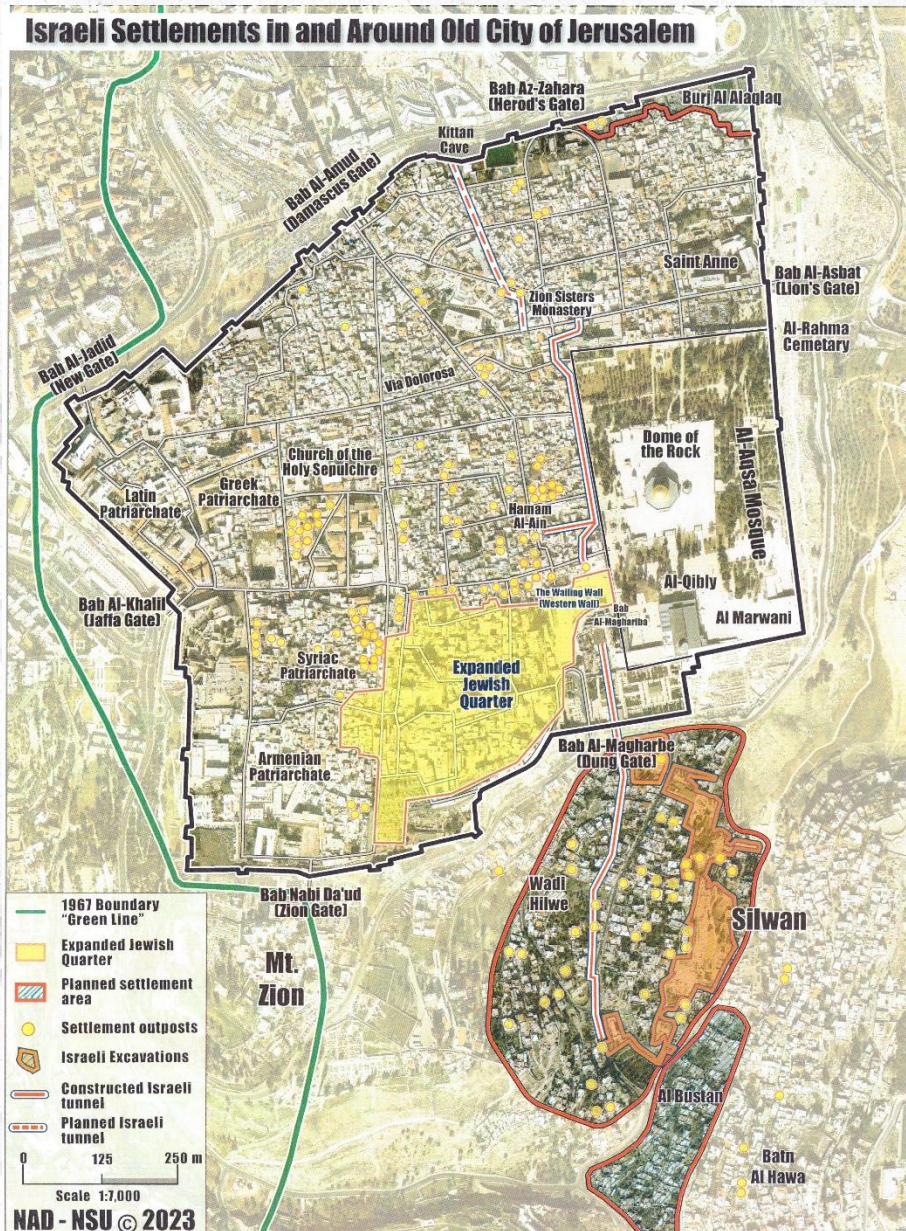 Israeli Settlements in and Around Old City of Jerusalem
Bab Az-Zahara
(Herod's Gate)
Burj Al Alaqlaq
Kittan
Cave
Bab Al-Amud
(Damascus Gate)
Saint Anne
Bab Al-Asbat
(Lion's Gate)
Zion Sisters
Monastery
Al-Rahma
Cemetary
Bab Al-Jadid
(New Gate)
Via Dolorosa
Dome of
the Rock
Al-Aqsa Mosque
Church of the
Holy Sepulchre
Greek
Patriarchate
Latin
Patriarchate
Hamam
Al-Ain
Al-Qibly
The Wailing Wall
(Western Wall)
Bab
Al-Maghariba
Al Marwani
Bab Al-Khalil
(Jaffa Gate)
Syriac
Patriarchate
Expanded
Jewish
Quarter
Armenian
Patriarchate
Bab Al-Magharbe
(Dung Gate)
Bab Nabi Da'ud
(Zion Gate)
Wadi
Hilwe
Silwan
Mt.
Zion
Al Bustan
Batn
Al Hawa
1967 Boundary
"Green Line"
Expanded Jewish
Quarter
Planned settlement
area
Settlement outposts
Israeli Excavations
Constructed Israeli
tunnel
Planned Israeli
tunnel
0 125 250 m
Scale 1:7,000
NAD - NSU © 2023